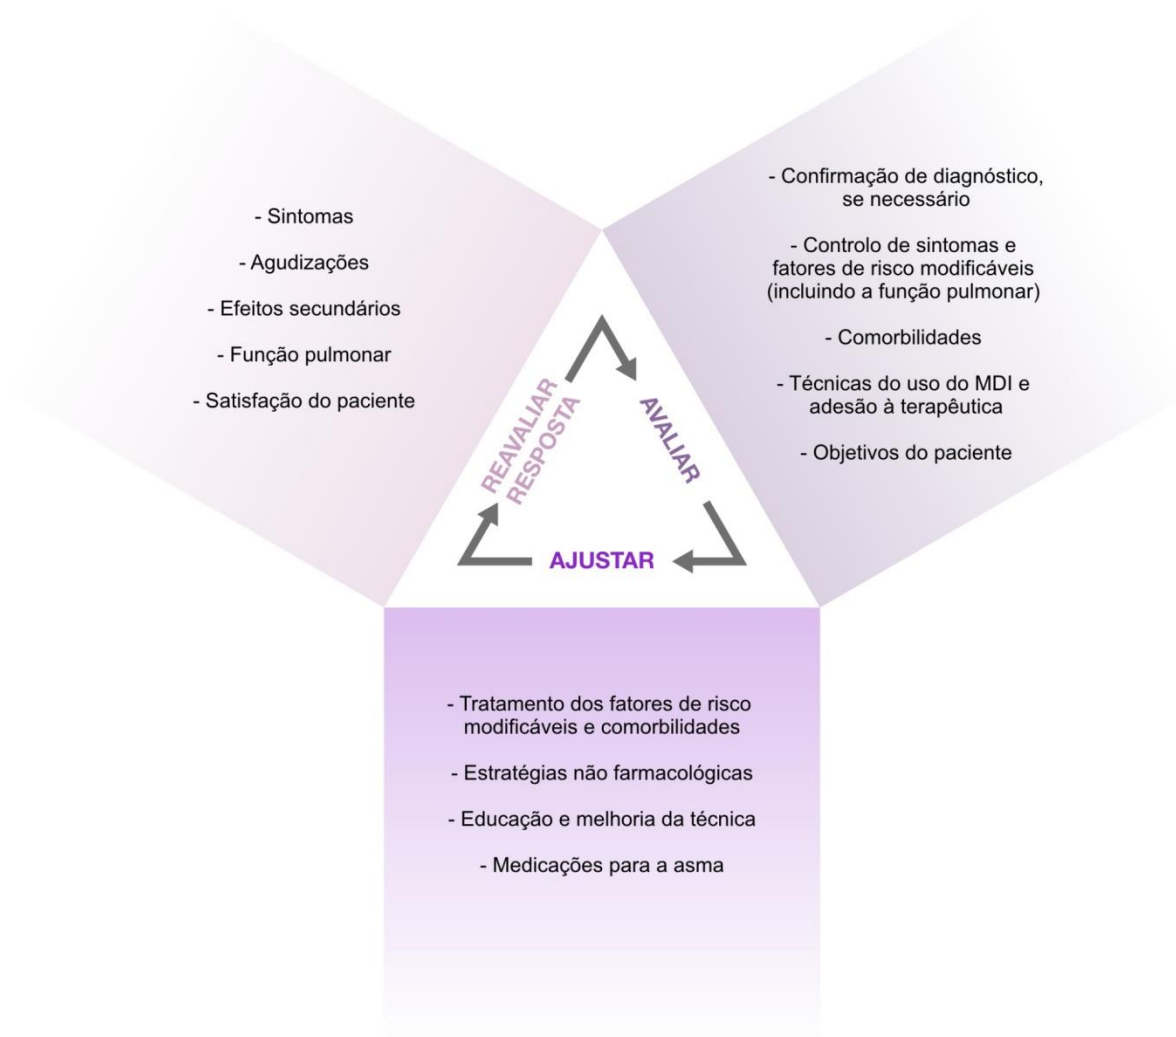 - Sintomas
- Agudizações
- Efeitos secundários
- Função pulmonar
- Satisfação do paciente
- Confirmação de diagnóstico,
se necessário
- Controlo de sintomas e
fatores de risco modificáveis
(incluindo a função pulmonar)
- Comorbilidades
- Técnicas do uso do MDI e
adesão à terapêutica
- Objetivos do paciente
REAVALIAR
RESPOSTA
AVALIAR
AJUSTAR
- Tratamento dos fatores de risco
modificáveis e comorbilidades
- Estratégias não farmacológicas
- Educação e melhoria da técnica
- Medicações para a asma